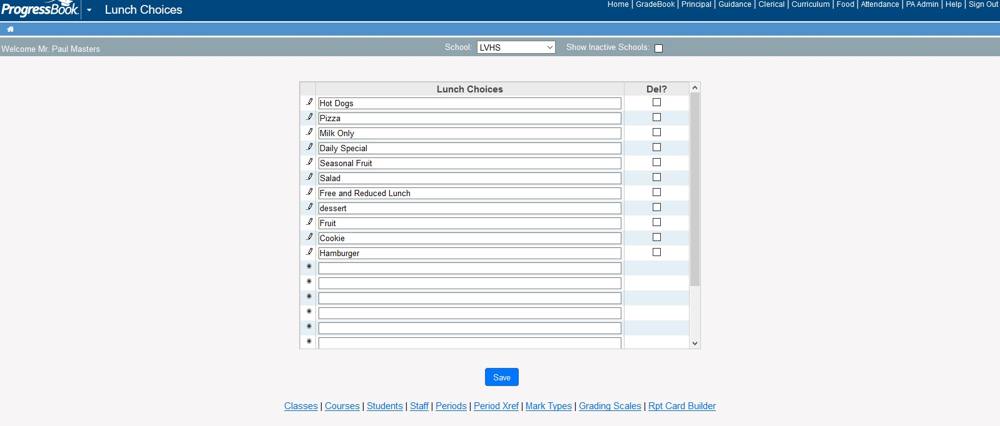 ProgressBook Lunch Choices Home | GradeBook | Principal | Guidance | Clerical | Curriculum | Food | Attendance | PA Admin | Help | Sign Out
Welcome Mr. Paul Masters School: LVHS Show Inactive Schools:
Lunch Choices Del?
Hot Dogs
Pizza
Milk Only
Daily Special
Seasonal Fruit
Salad
Free and Reduced Lunch
dessert
Fruit
Cookie
Hamburger
*
*
*
*
*
*
Save
Classes | Courses | Students | Staff | Periods | Period Xref | Mark Types | Grading Scales | Rpt Card Builder